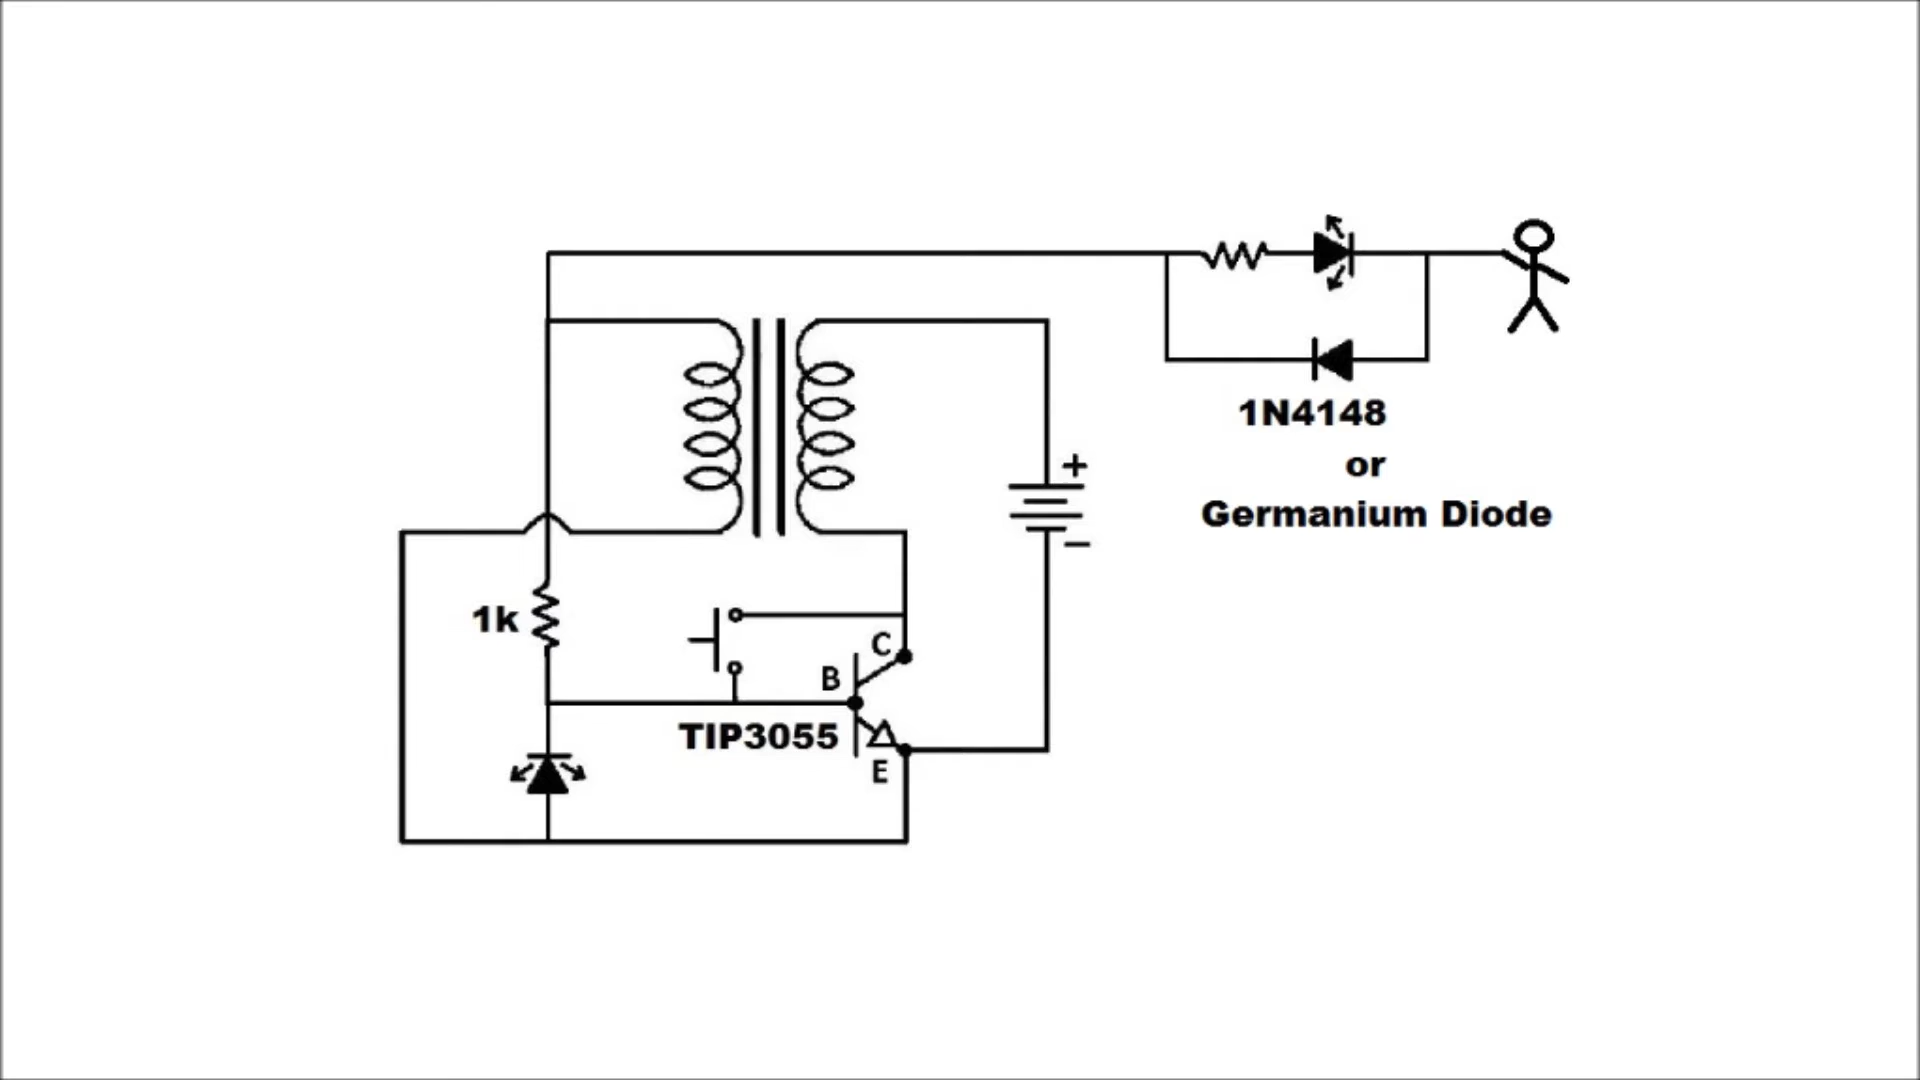 1N4148
or
Germanium Diode
+
−
1k
C
B
TIP3055
E